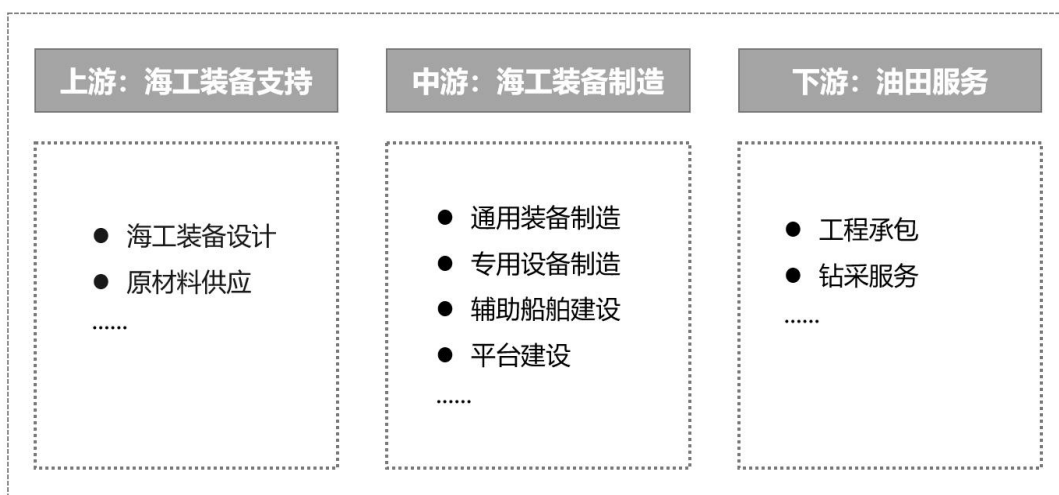 上游：海工装备支持
● 海工装备设计
● 原材料供应
......
中游：海工装备制造
● 通用装备制造
● 专用设备制造
● 辅助船舶建设
● 平台建设
......
下游：油田服务
● 工程承包
● 钻采服务
......